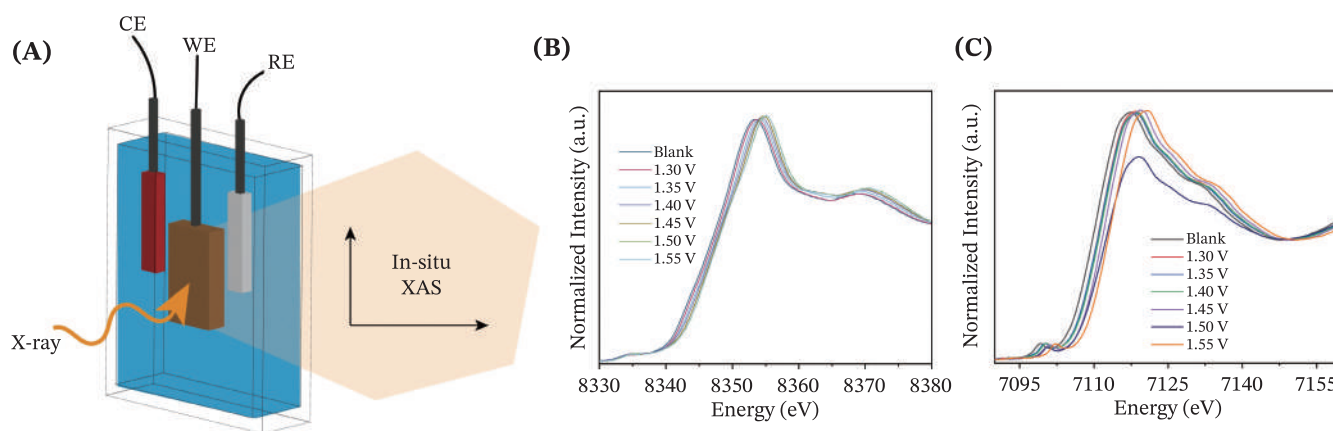 (A)
CE
WE
RE
X-ray
In-situ
XAS
(B)
Normalized Intensity (a.u.)
Blank
1.30 V
1.35 V
1.40 V
1.45 V
1.50 V
1.55 V
8330 8340 8350 8360 8370 8380
Energy (eV)
(C)
Normalized Intensity (a.u.)
Blank
1.30 V
1.35 V
1.40 V
1.45 V
1.50 V
1.55 V
7095 7110 7125 7140 7155
Energy (eV)